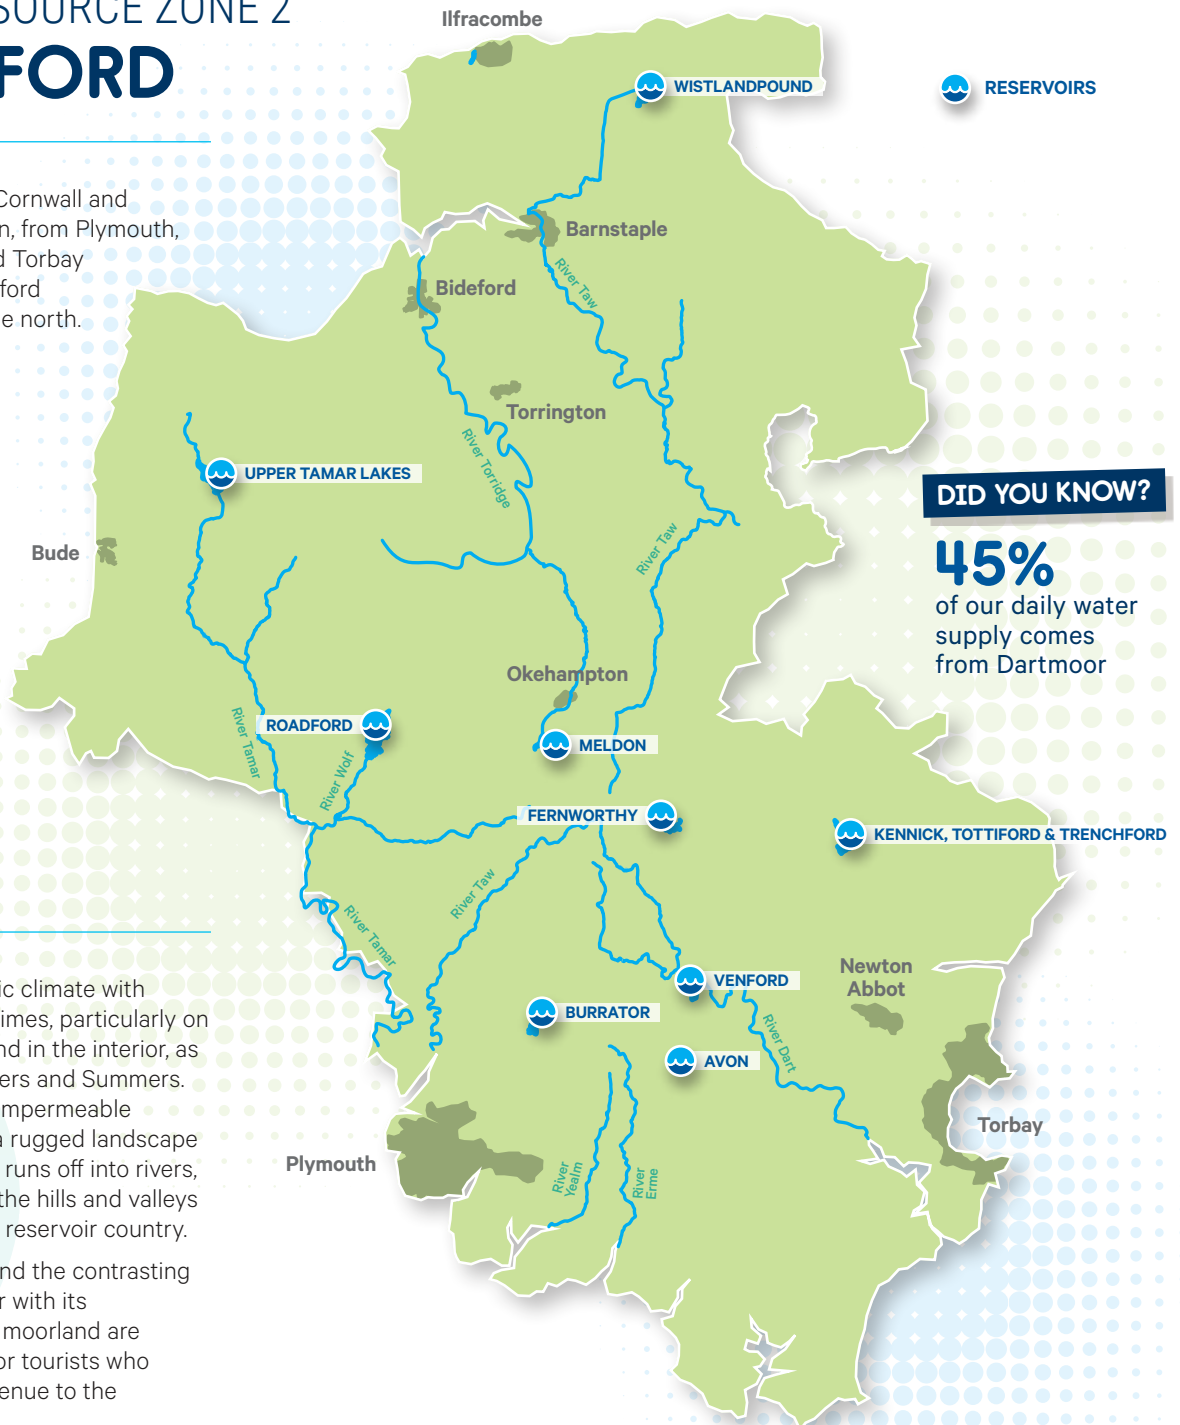 SOURCE ZONE 2
FORD
Cornwall and
n, from Plymouth,
d Torbay
ford
e north.
ic climate with
times, particularly on
nd in the interior, as
ers and Summers.
impermeable
a rugged landscape
runs off into rivers,
the hills and valleys
reservoir country.
nd the contrasting
r with its
moorland are
or tourists who
enue to the
Ilfracombe
WISTLANDPOUND
RESERVOIRS
Barnstaple
River Taw
Bideford
Torrington
River Torridge
UPPER TAMAR LAKES
Bude
River Taw
DID YOU KNOW?
45%
of our daily water
supply comes
from Dartmoor
Okehampton
ROADFORD
River Tamar
River Wolf
MELDON
FERNWORTHY
KENNICK, TOTTIFORD & TRENCHFORD
River Taw
River Tamar
Newton
Abbot
VENFORD
BURRATOR
River Dart
AVON
Torbay
Plymouth
River
Yealm
River
Erme